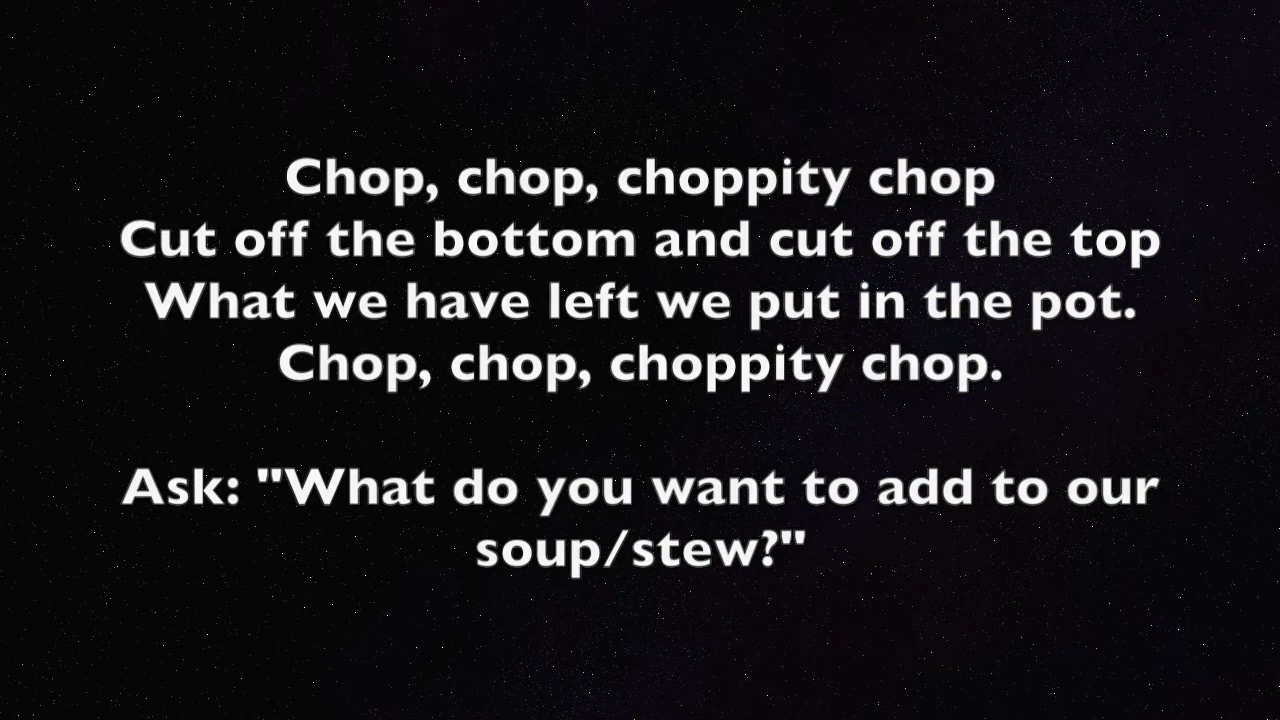 Chop, chop, choppity chop
Cut off the bottom and cut off the top
What we have left we put in the pot.
Chop, chop, choppity chop.
Ask: "What do you want to add to our
soup/stew?"